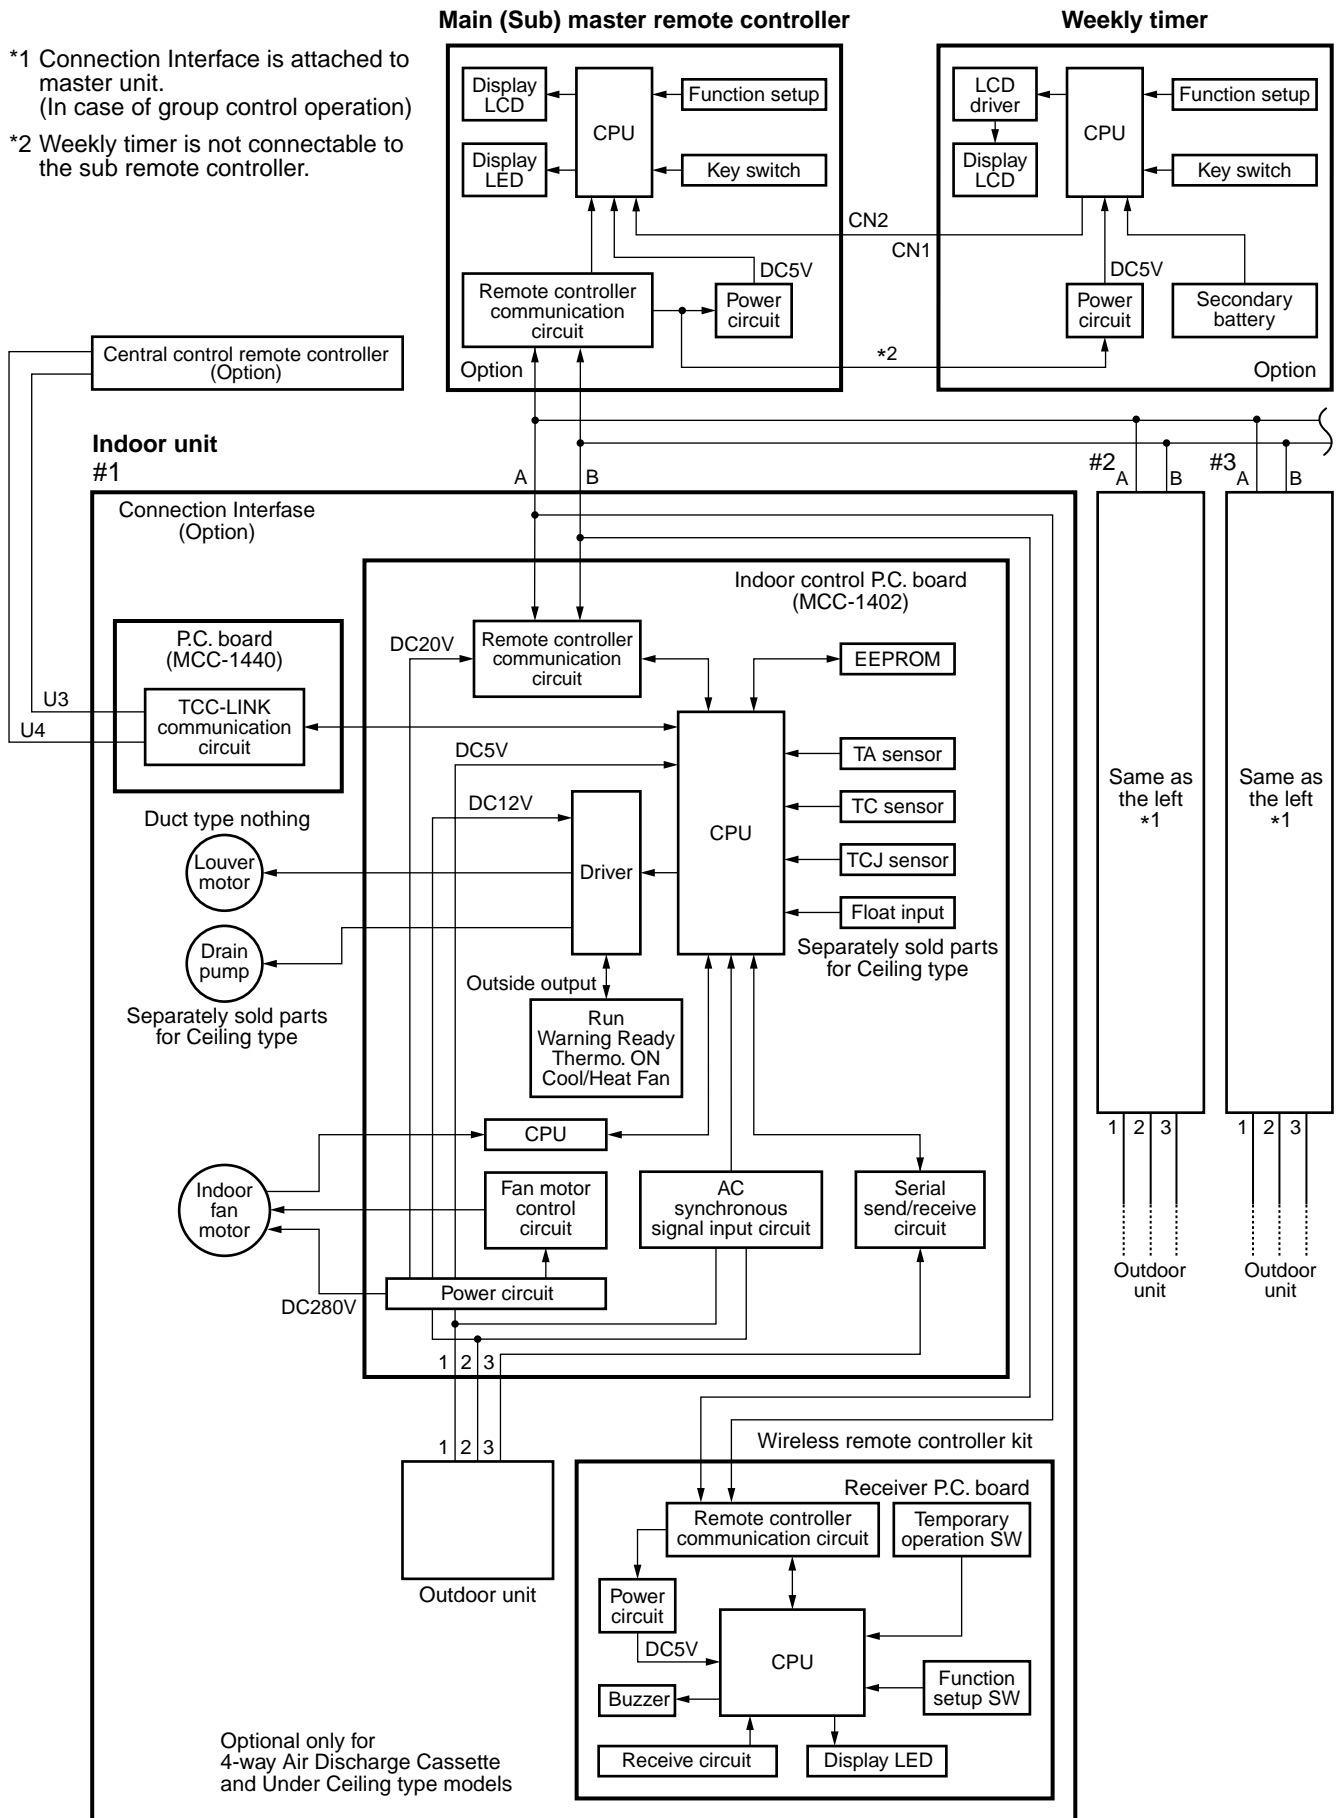 Main (Sub) master remote controller
Weekly timer
*1 Connection Interface is attached to
master unit.
(In case of group control operation)
*2 Weekly timer is not connectable to
the sub remote controller.
Display
LCD
CPU
Function setup
Display
LED
Key switch
LCD
driver
CPU
Function setup
Display
LCD
Key switch
CN2
CN1
DC5V
DC5V
Remote controller
communication
circuit
Power
circuit
Power
circuit
Secondary
battery
*2
Option
Option
Central control remote controller
(Option)
Indoor unit
#1
A
B
#2
A
B
#3
A
B
Connection Interfase
(Option)
Indoor control P.C. board
(MCC-1402)
P.C. board
(MCC-1440)
DC20V
Remote controller
communication
circuit
EEPROM
U3
U4
TCC-LINK
communication
circuit
DC5V
TA sensor
DC12V
TC sensor
CPU
Driver
TCJ sensor
Float input
Separately sold parts
for Ceiling type
Same as
the left
*1
Same as
the left
*1
Duct type nothing
Louver
motor
Drain
pump
Separately sold parts
for Ceiling type
Outside output
Run
Warning Ready
Thermo. ON
Cool/Heat Fan
CPU
Indoor
fan
motor
Fan motor
control
circuit
AC
synchronous
signal input circuit
Serial
send/receive
circuit
1 2 3
1 2 3
Outdoor
unit
Outdoor
unit
DC280V
Power circuit
1 2 3
1 2 3
Outdoor unit
Wireless remote controller kit
Receiver P.C. board
Remote controller
communication circuit
Temporary
operation SW
Power
circuit
DC5V
CPU
Function
setup SW
Buzzer
Receive circuit
Display LED
Optional only for
4-way Air Discharge Cassette
and Under Ceiling type models